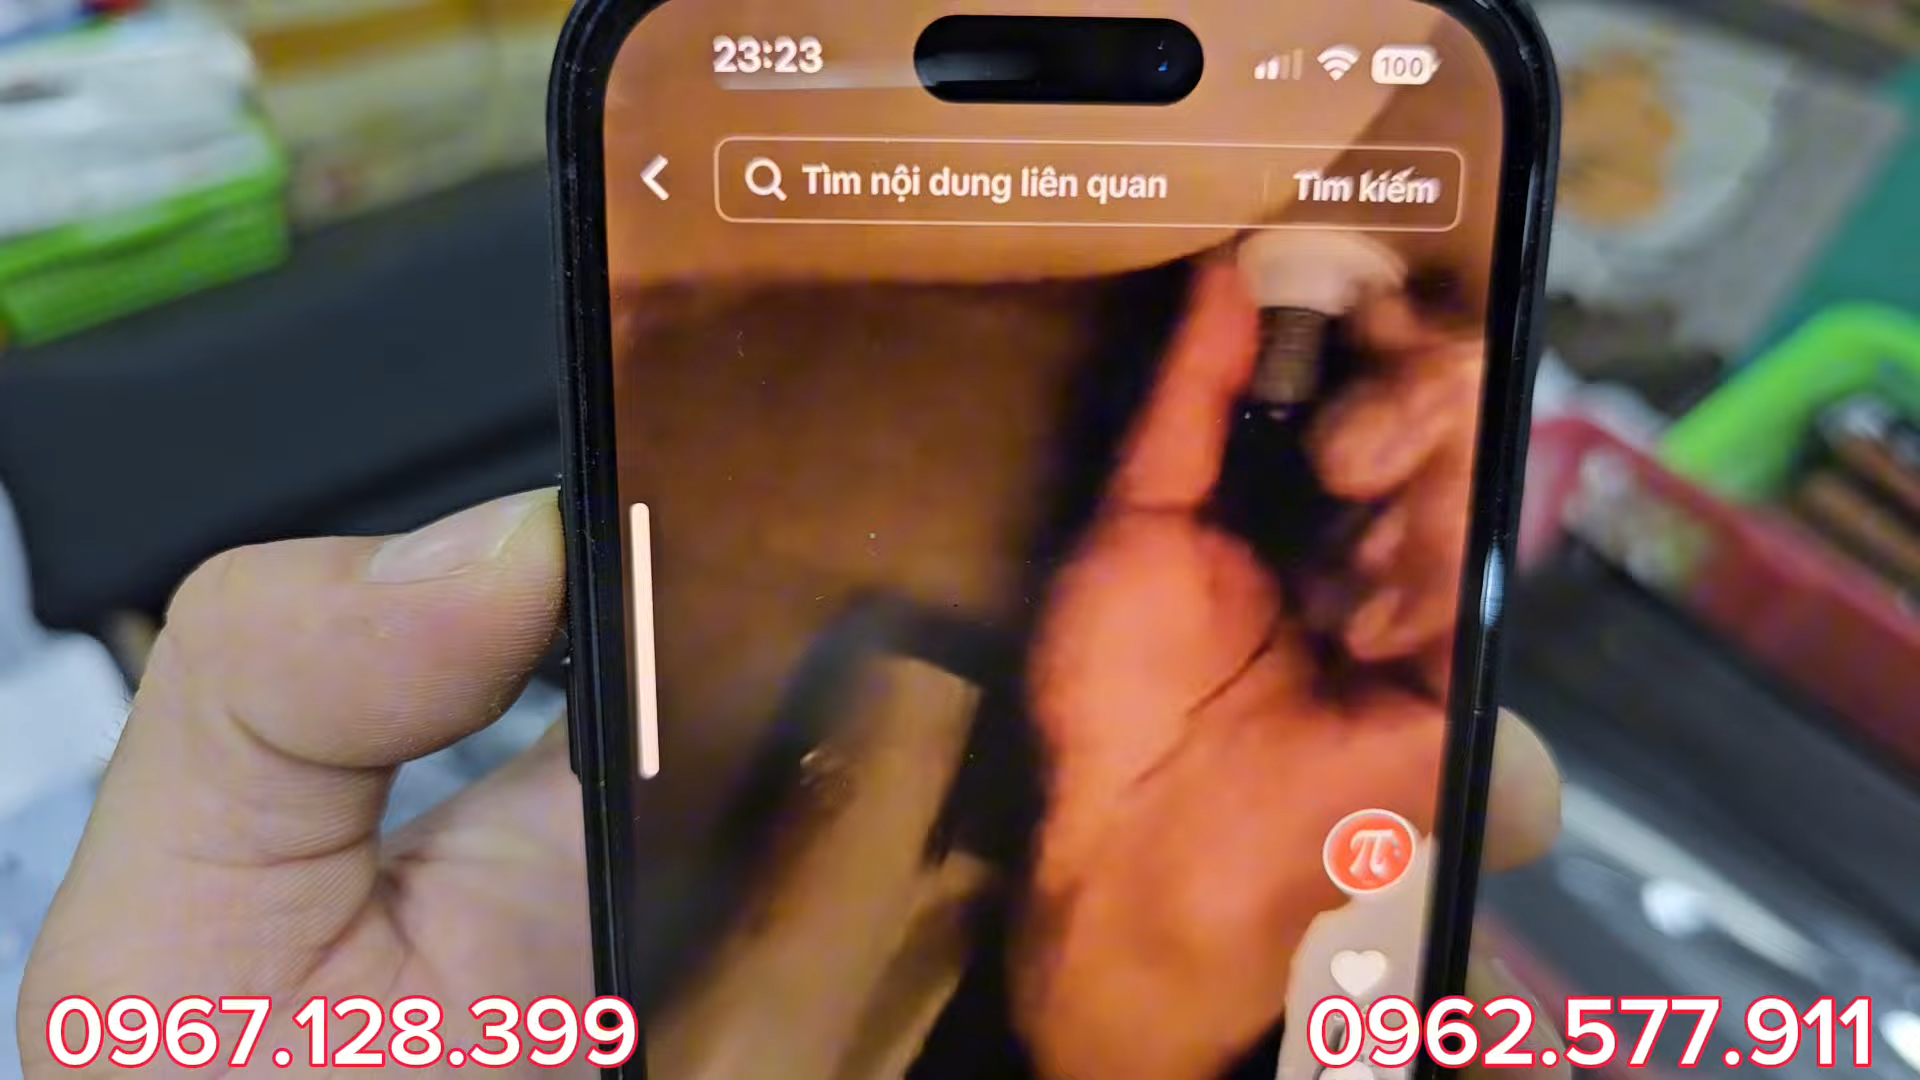 23:23
100
Tìm nội dung liên quan
Tìm kiếm
π
0967.128.399
0962.577.911